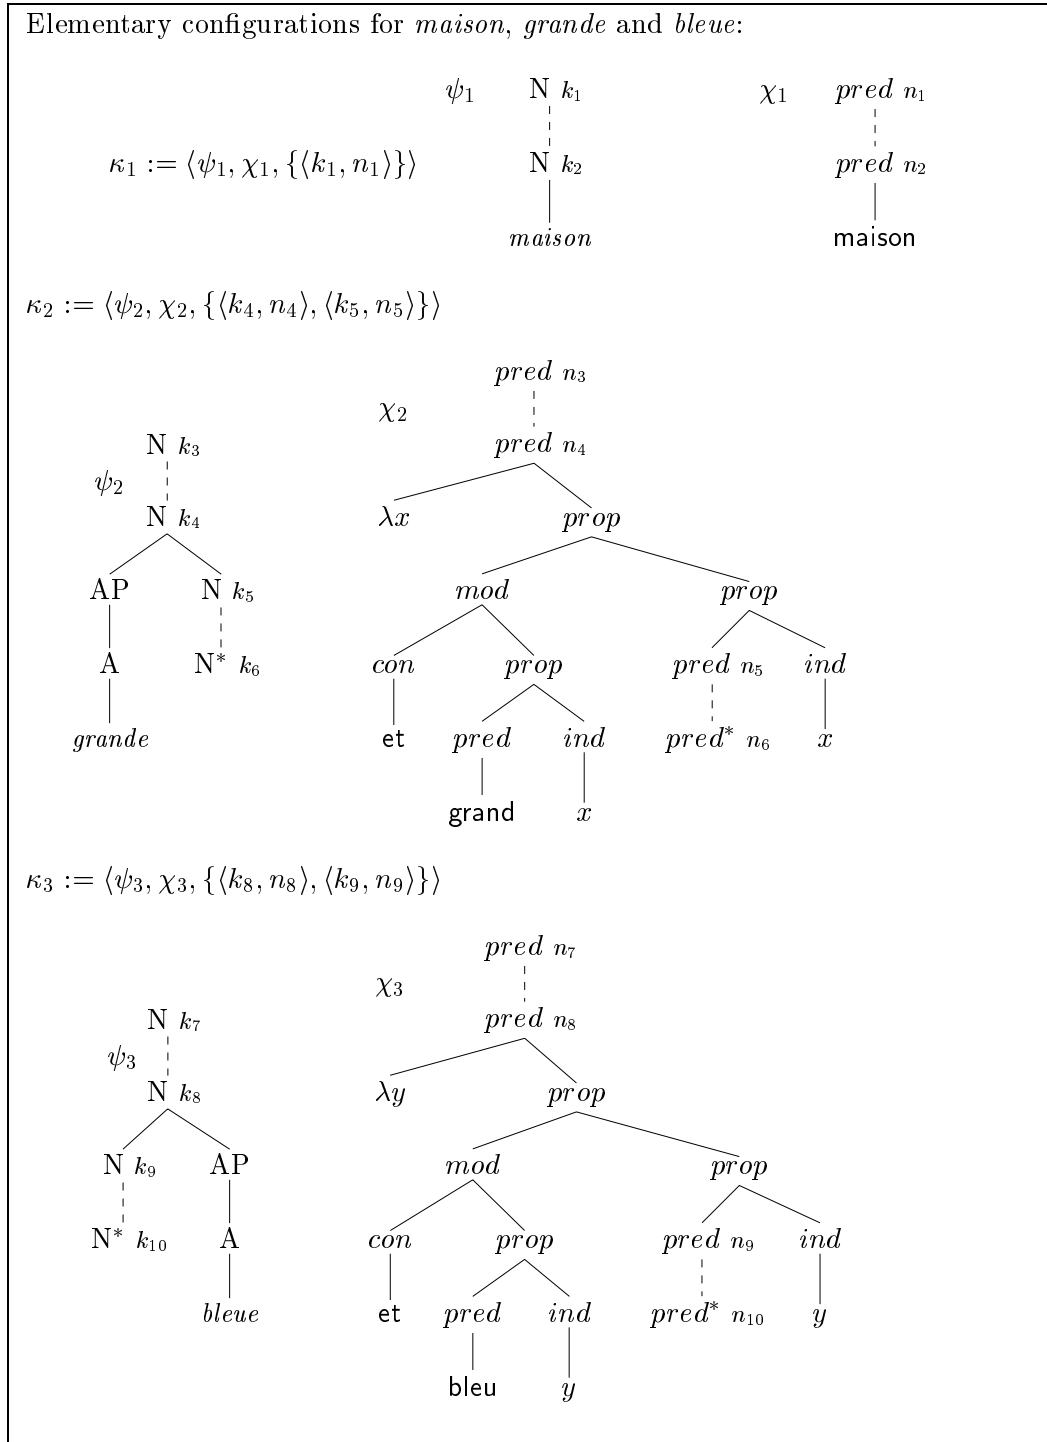 Elementary configurations for maison, grande and bleue:
ψ₁ N k₁ χ₁ pred n₁
κ₁ := ⟨ψ₁, χ₁, {⟨k₁, n₁⟩}⟩ N k₂ pred n₂
maison maison
κ₂ := ⟨ψ₂, χ₂, {⟨k₄, n₄⟩, ⟨k₅, n₅⟩}⟩
pred n₃
χ₂
N k₃ pred n₄
ψ₂
N k₄ λx prop
AP N k₅ mod prop
A N* k₆ con prop pred n₅ ind
grande et pred ind pred* n₆ x
grand x
κ₃ := ⟨ψ₃, χ₃, {⟨k₈, n₈⟩, ⟨k₉, n₉⟩}⟩
pred n₇
χ₃
N k₇ pred n₈
ψ₃
N k₈ λy prop
N k₉ AP mod prop
N* k₁₀ A con prop pred n₉ ind
bleue et pred ind pred* n₁₀ y
bleu y